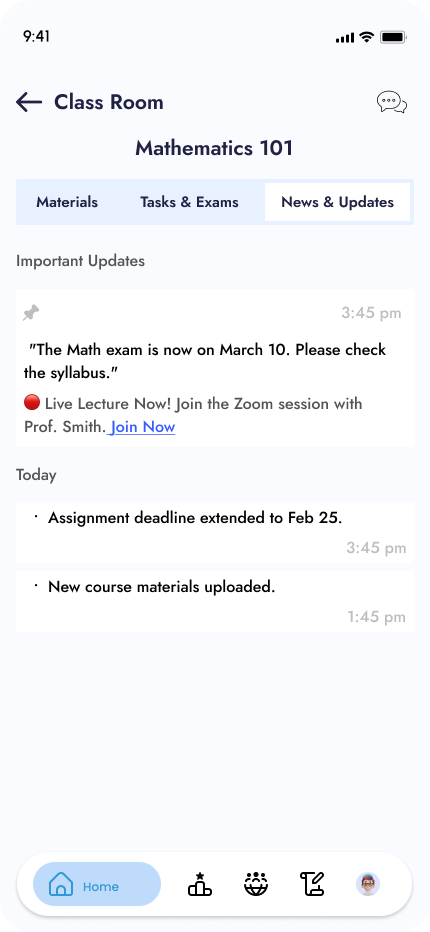 9:41
Class Room
Mathematics 101
Materials
Tasks & Exams
News & Updates
Important Updates
3:45 pm
"The Math exam is now on March 10. Please check
the syllabus."
Live Lecture Now! Join the Zoom session with
Prof. Smith. Join Now
Today
· Assignment deadline extended to Feb 25.
3:45 pm
· New course materials uploaded.
1:45 pm
Home